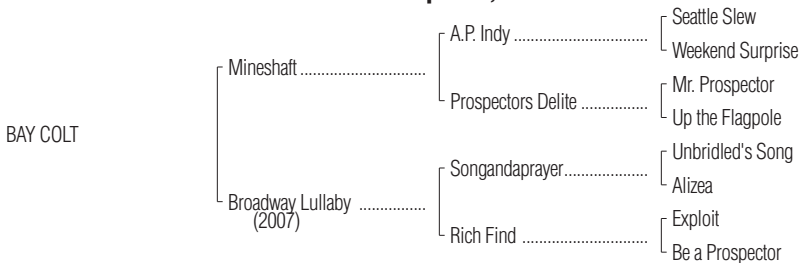 Seattle Slew
A.P. Indy
Weekend Surprise
Mineshaft
Mr. Prospector
Prospectors Delite
Up the Flagpole
BAY COLT
Unbridled's Song
Songandaprayer
Alizea
Broadway Lullaby
(2007)
Exploit
Rich Find
Be a Prospector